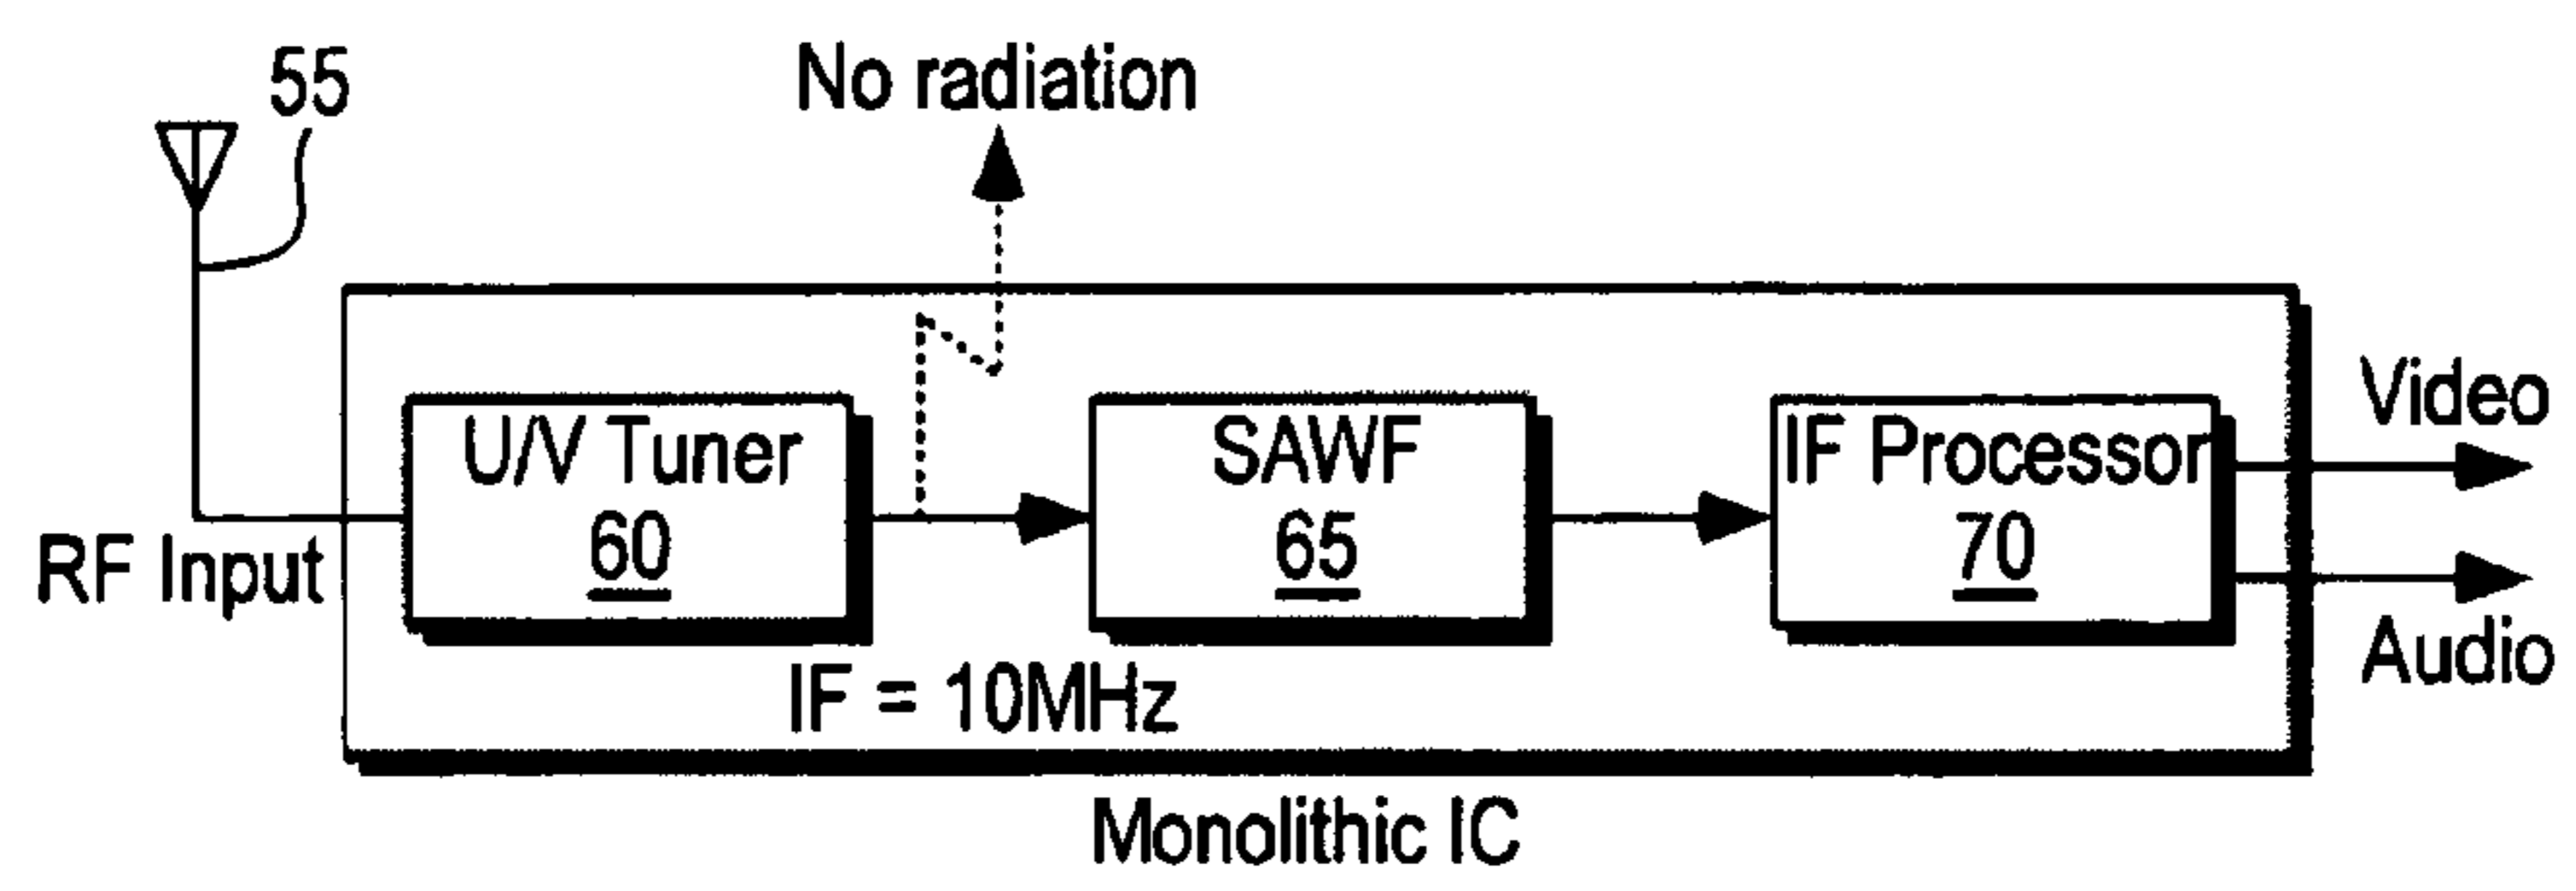 55
No radiation
U/V Tuner
60
SAWF
65
IF Processor
70
Video
Audio
RF Input
IF = 10MHz
Monolithic IC